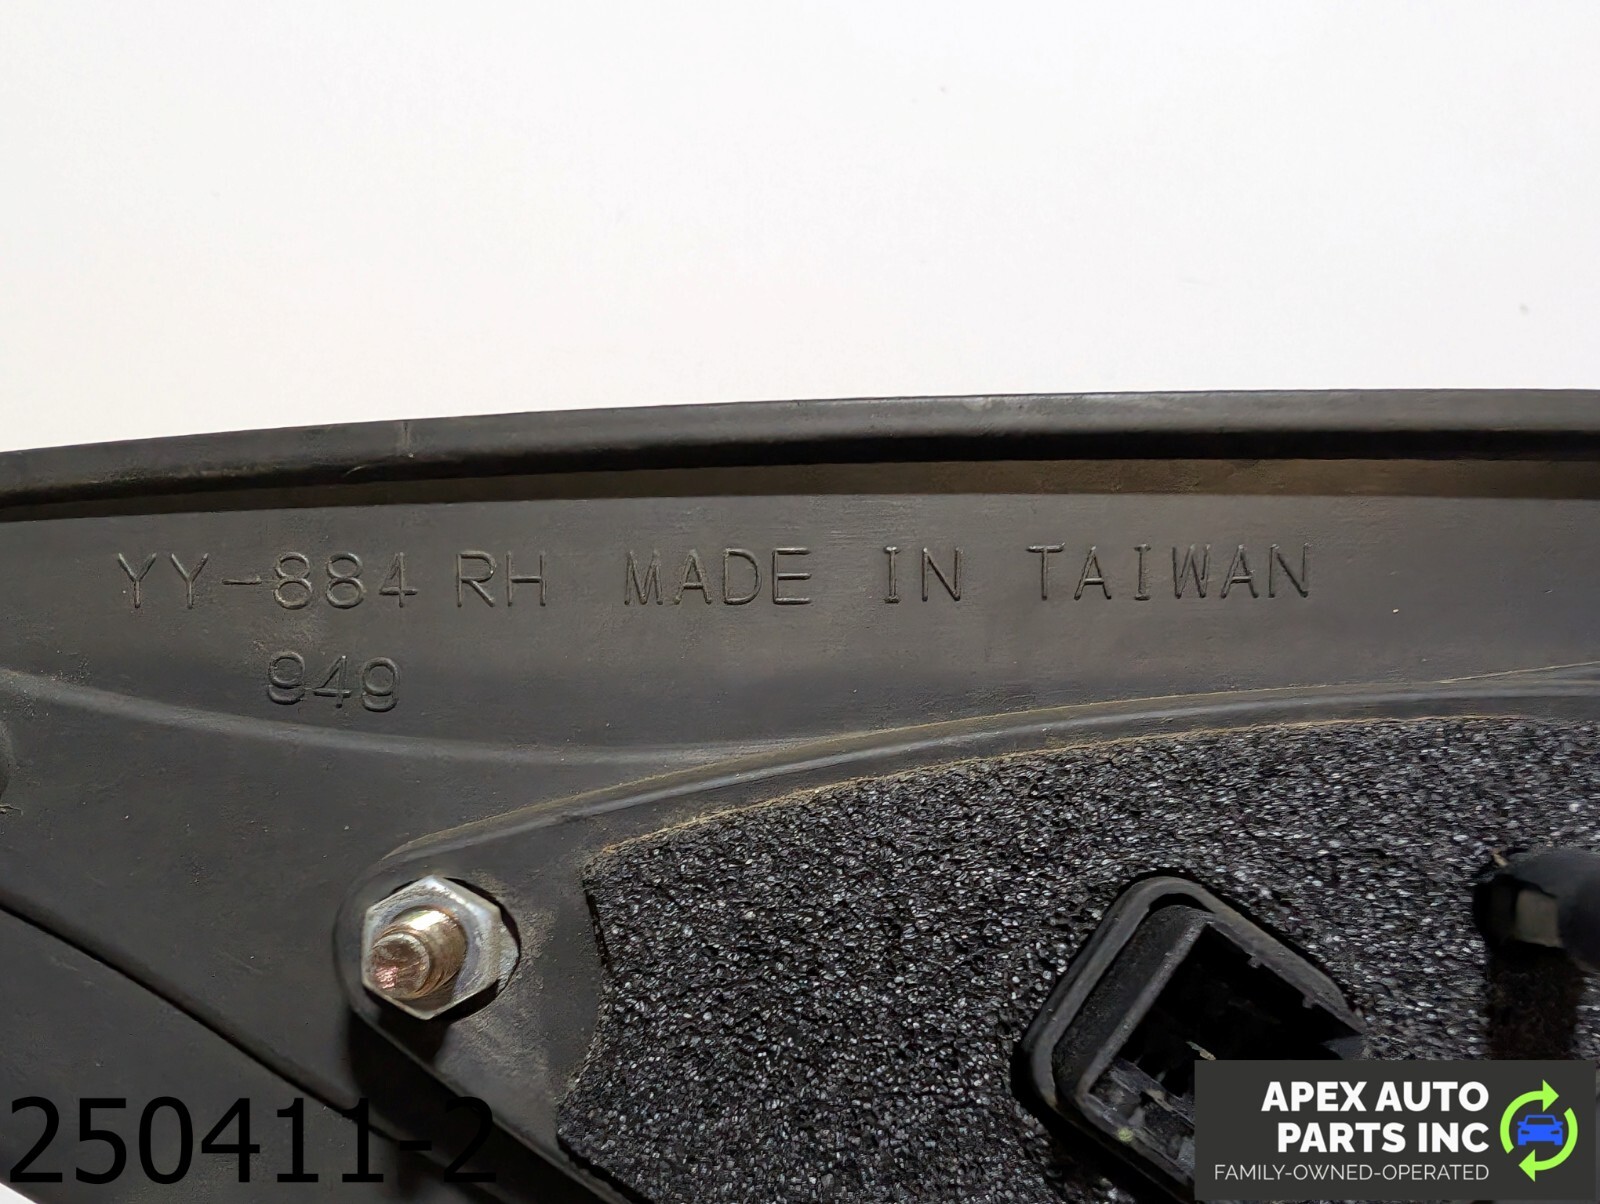 YY-884 RH MADE IN TAIWAN
949
250411-2
APEX AUTO
PARTS INC
FAMILY-OWNED-OPERATED